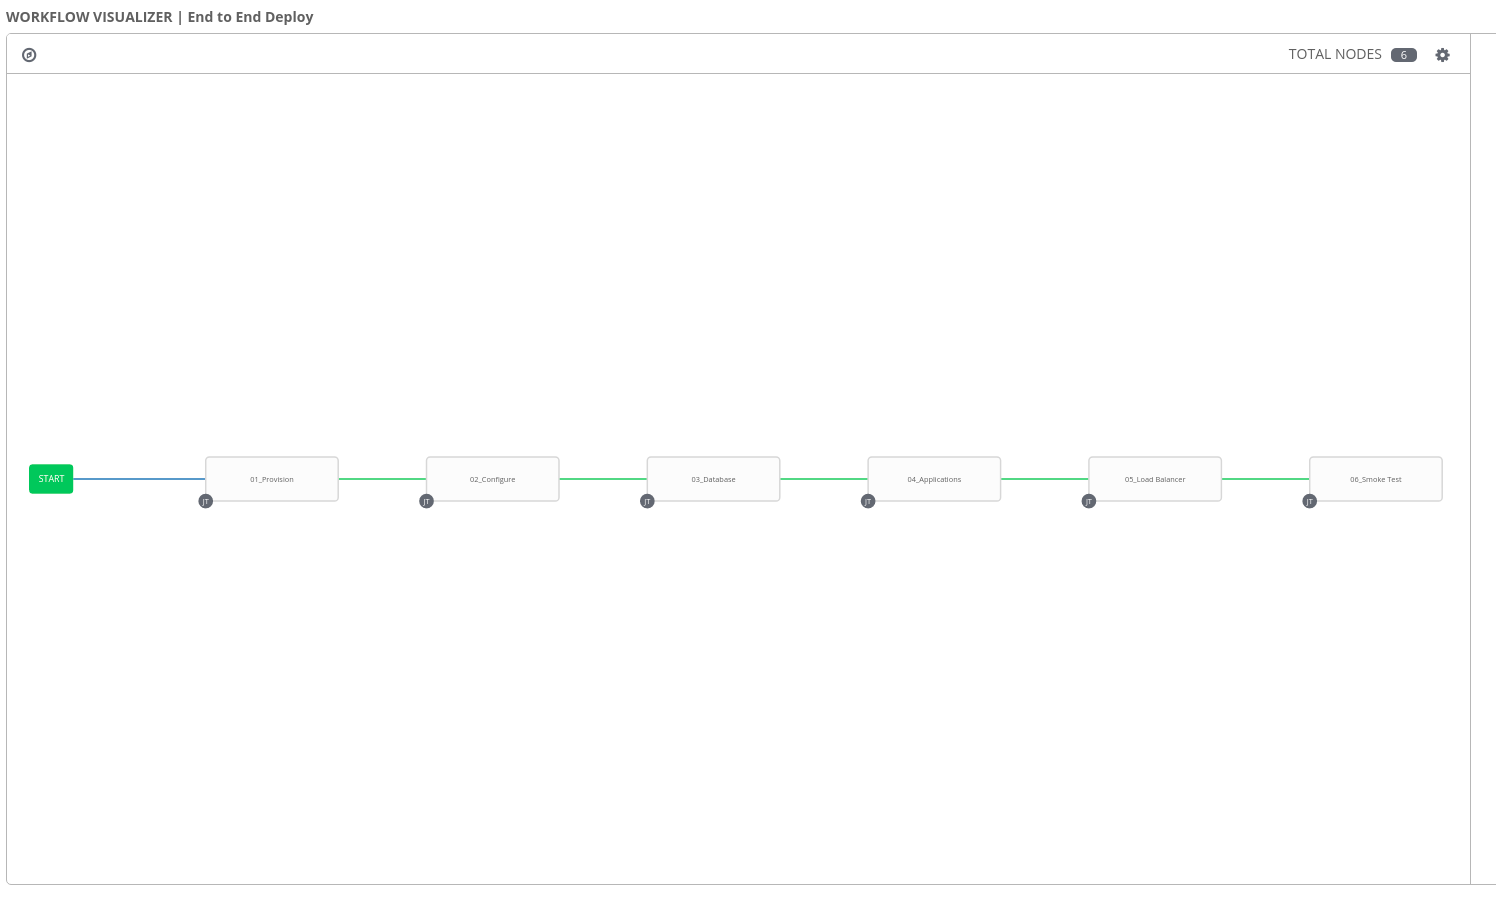 WORKFLOW VISUALIZER | End to End Deploy
TOTAL NODES 6
START
01_Provision
JT
02_Configure
JT
03_Database
JT
04_Applications
JT
05_Load Balancer
JT
06_Smoke Test
JT